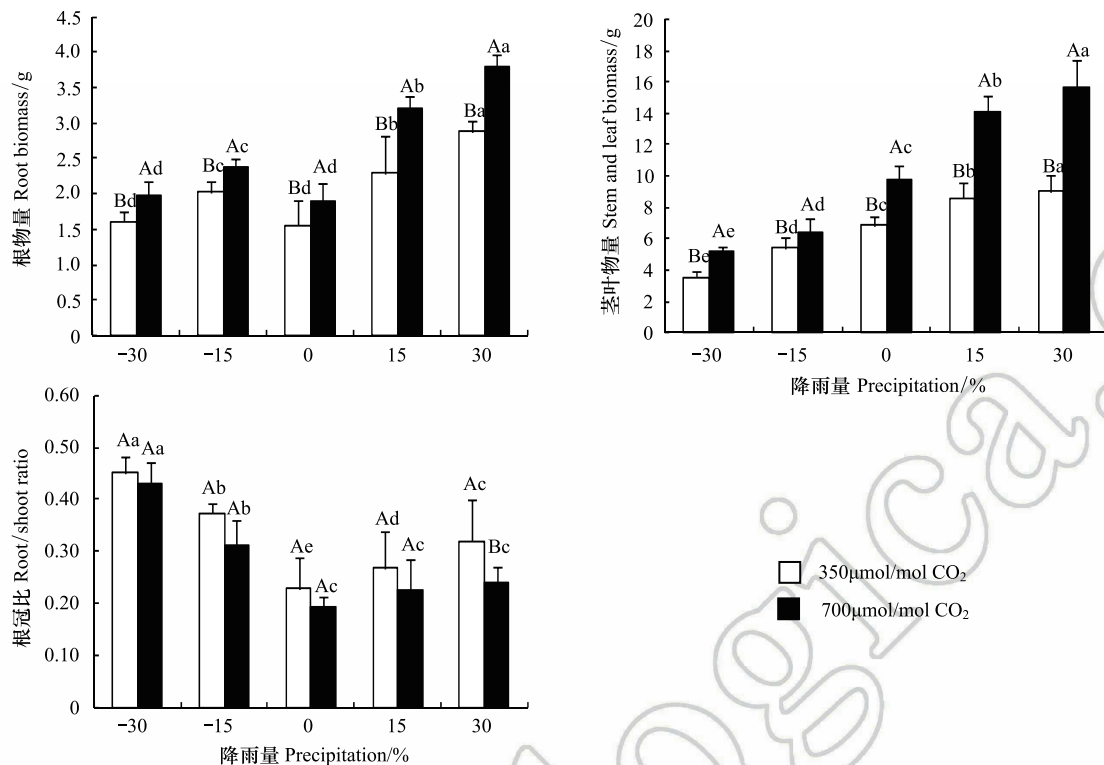 根物量 Root biomass/g
4.5
4.0
3.5
3.0
2.5
2.0
1.5
1.0
0.5
0
Bd Ad Bc Ac Bd Ad Bb Ab Ba Aa
−30 −15 0 15 30
茎叶物量 Stem and leaf biomass/g
20
18
16
14
12
10
8
6
4
2
0
Be Ae Bd Ad Bc Ac Bb Ab Ba Aa
−30 −15 0 15 30
降雨量 Precipitation/%
根冠比 Root/shoot ratio
0.60
0.50
0.40
0.30
0.20
0.10
0
Aa Aa Ab Ab Ae Ac Ad Ac Ac Bc
−30 −15 0 15 30
降雨量 Precipitation/%
350μmol/mol CO₂
700μmol/mol CO₂
ogica.